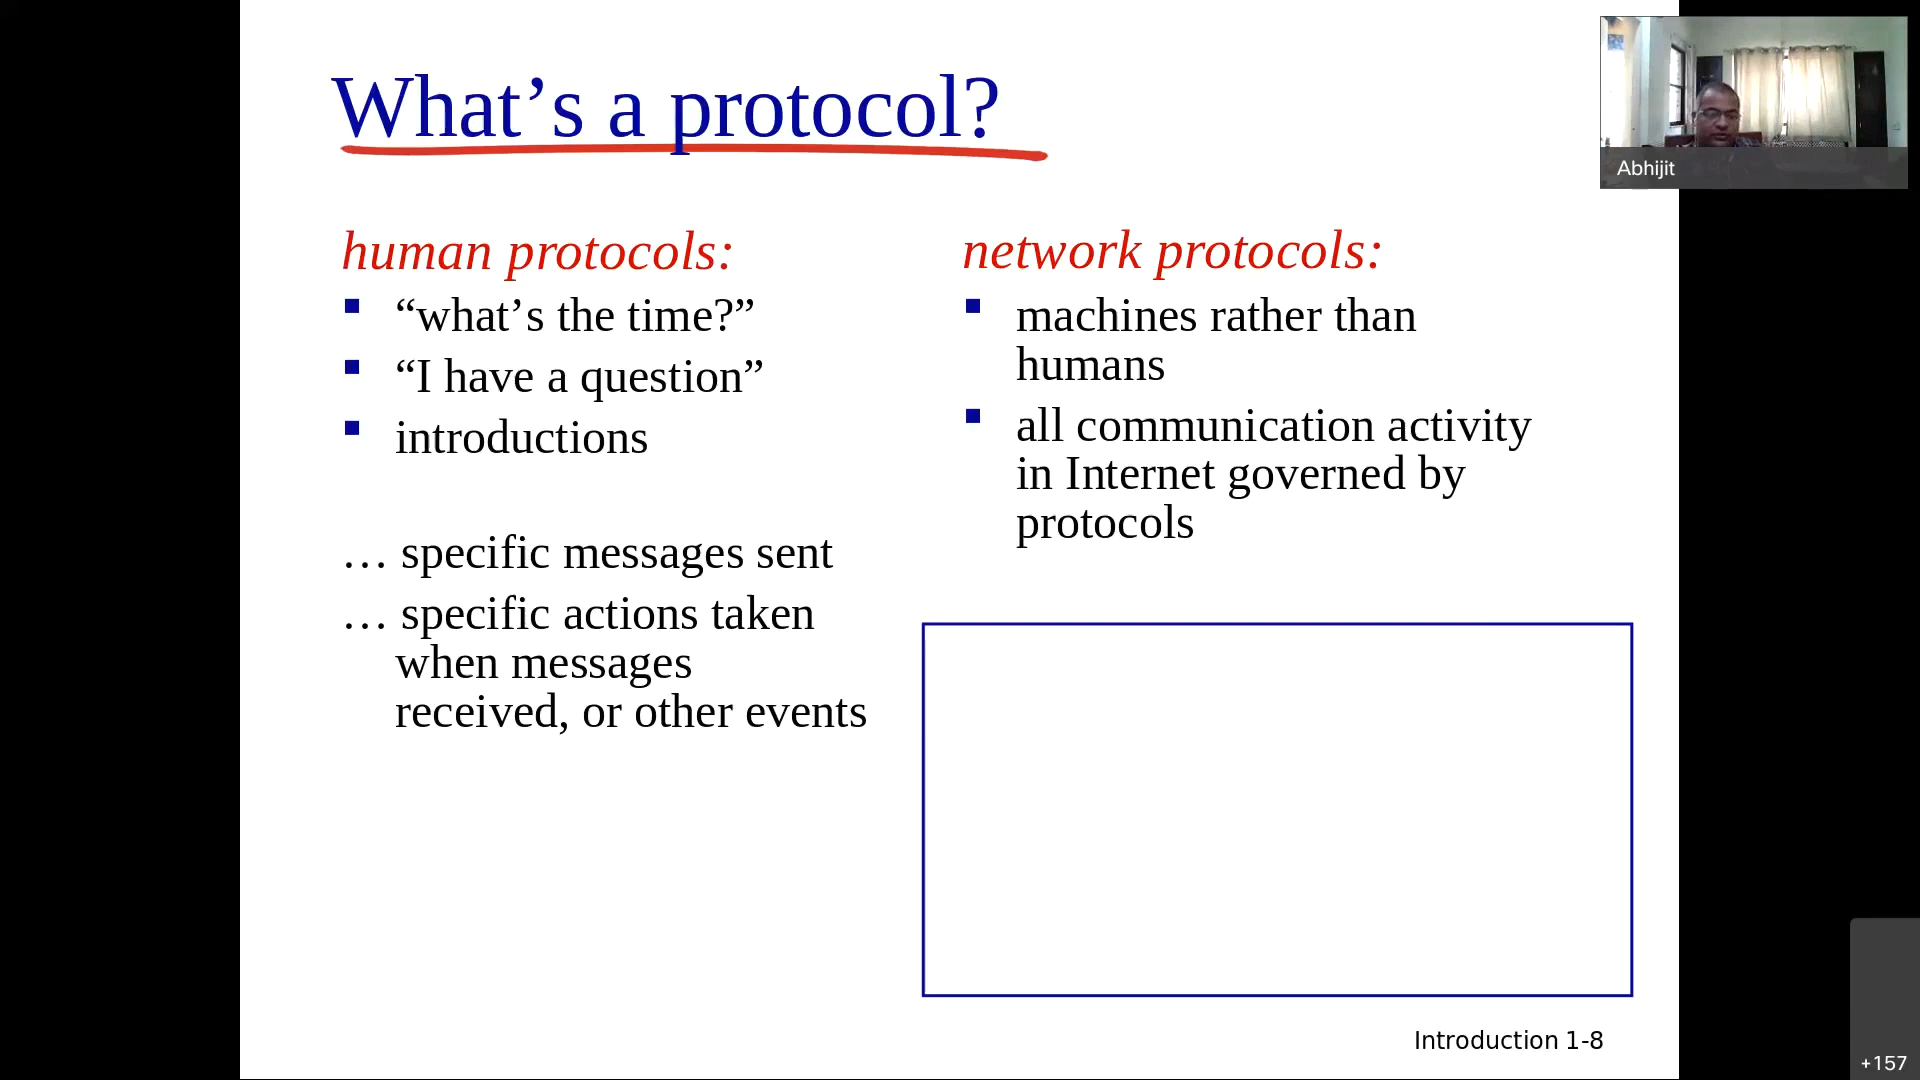 What’s a protocol?
human protocols:
“what’s the time?”
“I have a question”
introductions
… specific messages sent
… specific actions taken
when messages
received, or other events
network protocols:
machines rather than
humans
all communication activity
in Internet governed by
protocols
Introduction 1-8
Abhijit
+157